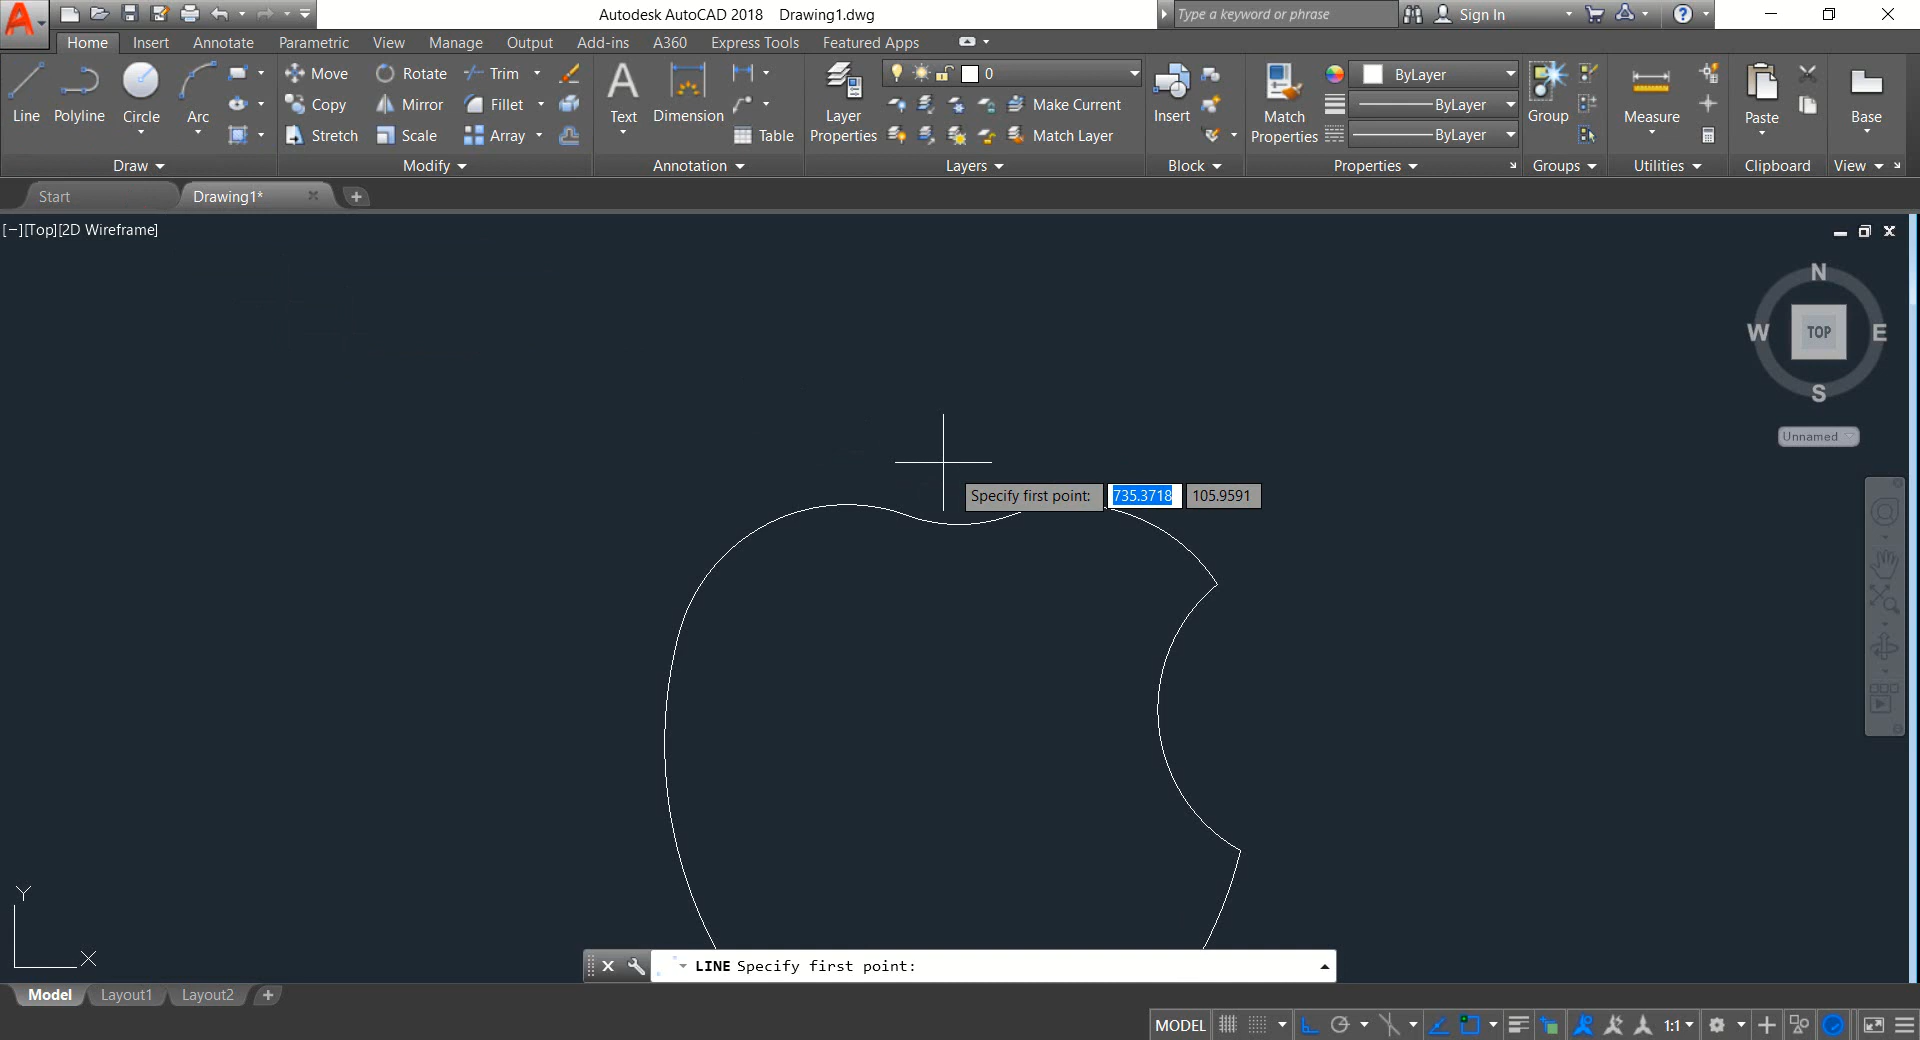 Autodesk AutoCAD 2018 Drawing1.dwg
Type a keyword or phrase
Sign In
Home Insert Annotate Parametric View Manage Output Add-ins A360 Express Tools Featured Apps
Line Polyline Circle Arc
Move Rotate Trim
Copy Mirror Fillet
Stretch Scale Array
Text Dimension
Table
Layer Properties
0
Make Current
Match Layer
Insert
Match Properties
ByLayer
ByLayer
ByLayer
Group
Measure
Paste
Base
Draw Modify Annotation Layers Block Properties Groups Utilities Clipboard View
Start Drawing1*
[−][Top][2D Wireframe]
N
W TOP E
S
Unnamed
Specify first point: 735.3718 105.9591
Y
X
LINE Specify first point:
Model Layout1 Layout2
MODEL 1:1